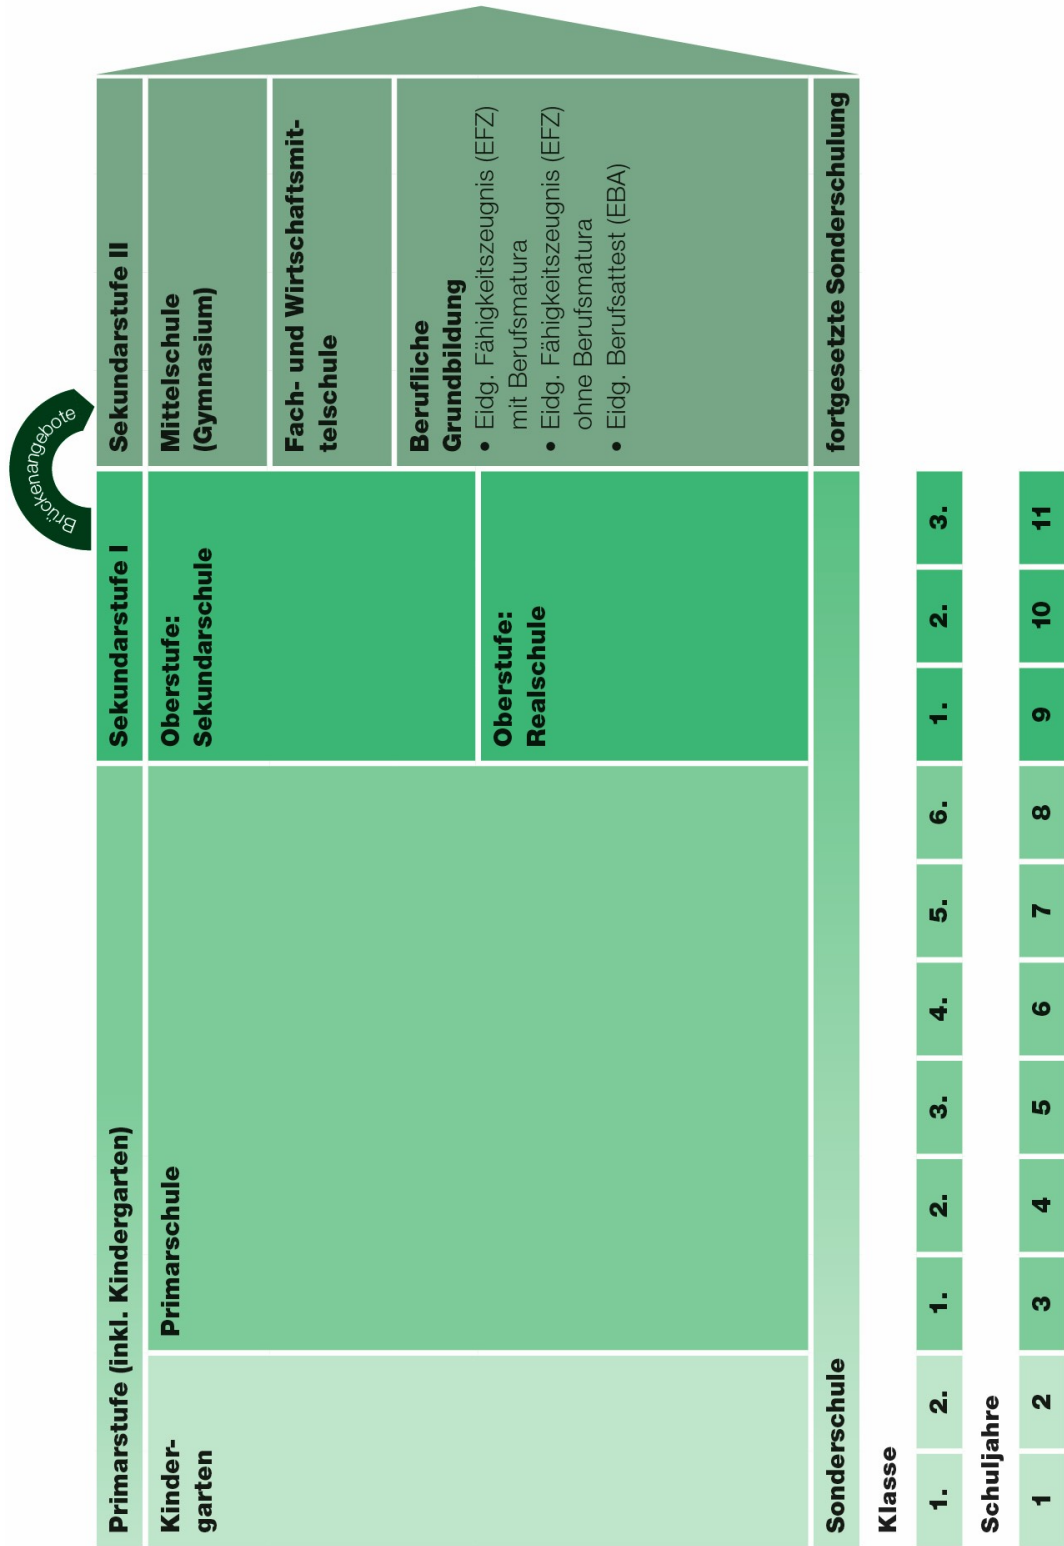 Brückenangebote
Primarstufe (inkl. Kindergarten)
Sekundarstufe I
Sekundarstufe II
Kinder-
garten
Primarschule
Oberstufe:
Sekundarschule
Oberstufe:
Realschule
Mittelschule
(Gymnasium)
Fach- und Wirtschaftsmit-
telschule
Berufliche
Grundbildung
• Eidg. Fähigkeitszeugnis (EFZ)
mit Berufsmatura
• Eidg. Fähigkeitszeugnis (EFZ)
ohne Berufsmatura
• Eidg. Berufsattest (EBA)
Sonderschule
fortgesetzte Sonderschulung
Klasse
1. 2. 1. 2. 3. 4. 5. 6. 1. 2. 3.
Schuljahre
1 2 3 4 5 6 7 8 9 10 11